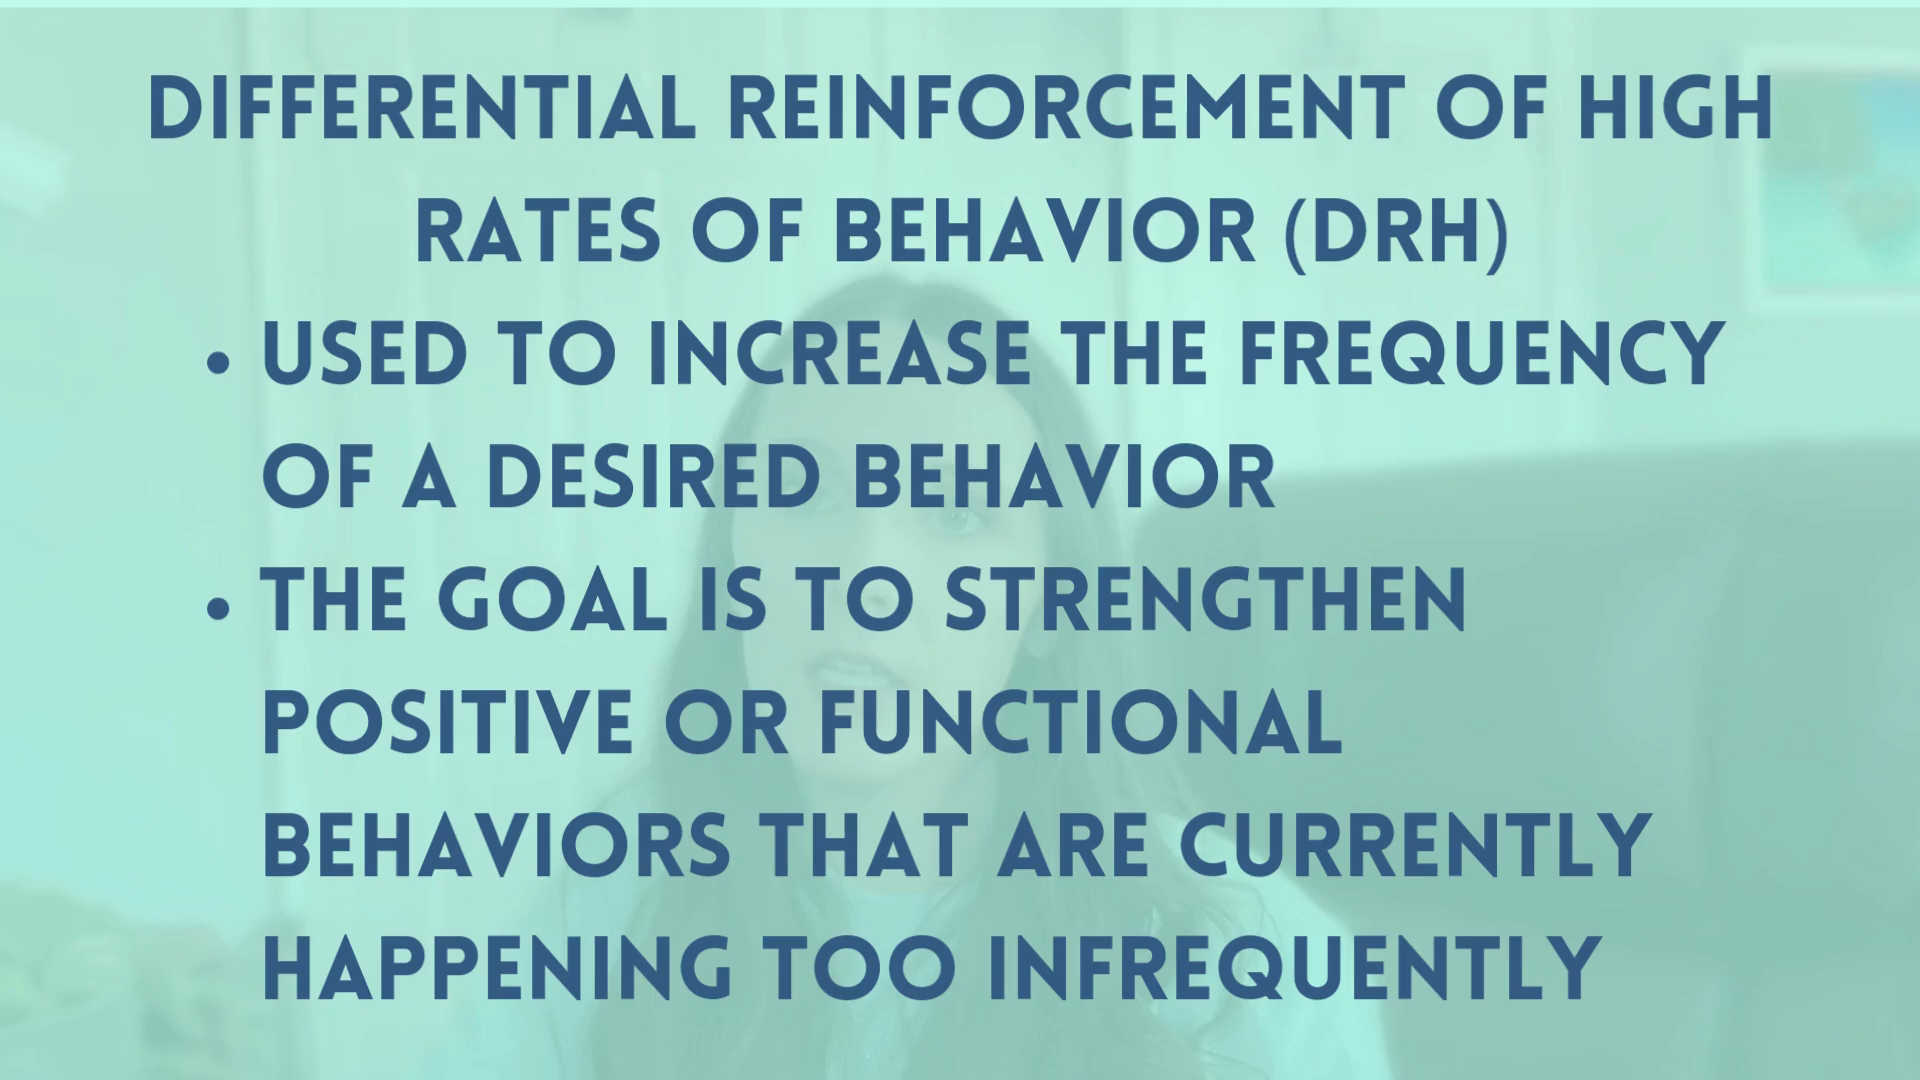 DIFFERENTIAL REINFORCEMENT OF HIGH
RATES OF BEHAVIOR (DRH)
• USED TO INCREASE THE FREQUENCY
OF A DESIRED BEHAVIOR
• THE GOAL IS TO STRENGTHEN
POSITIVE OR FUNCTIONAL
BEHAVIORS THAT ARE CURRENTLY
HAPPENING TOO INFREQUENTLY